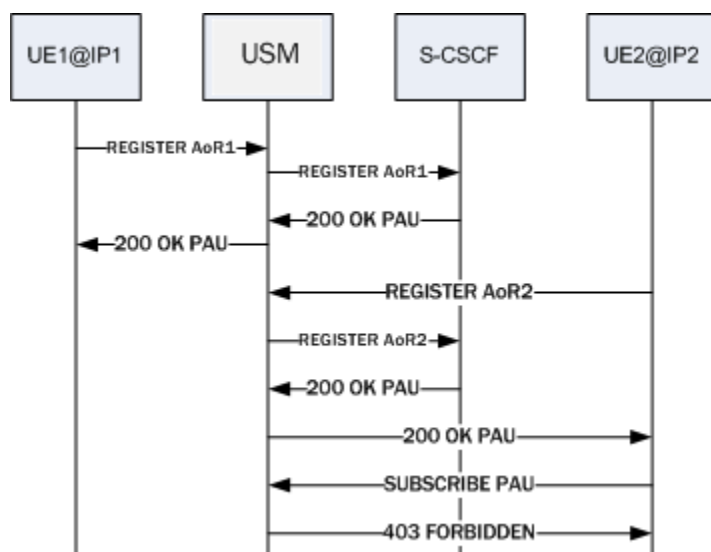 UE1@IP1
USM
S-CSCF
UE2@IP2
REGISTER AoR1
REGISTER AoR1
200 OK PAU
200 OK PAU
REGISTER AoR2
REGISTER AoR2
200 OK PAU
200 OK PAU
SUBSCRIBE PAU
403 FORBIDDEN